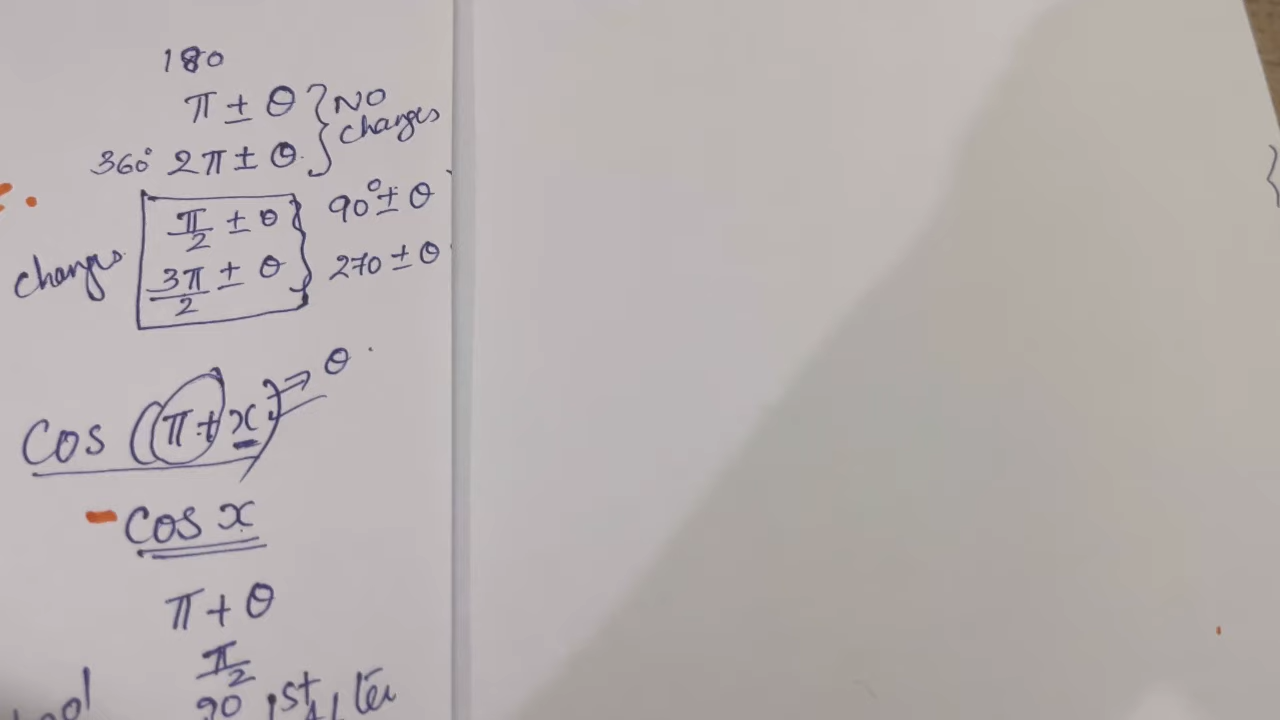 180
π ± θ } NO changes
360° 2π ± θ
π/2 ± θ } 90° ± θ
changes 3π/2 ± θ 270 ± θ
cos (π + x) ⇒ θ
- cos x
π + θ
π/2
90 1st